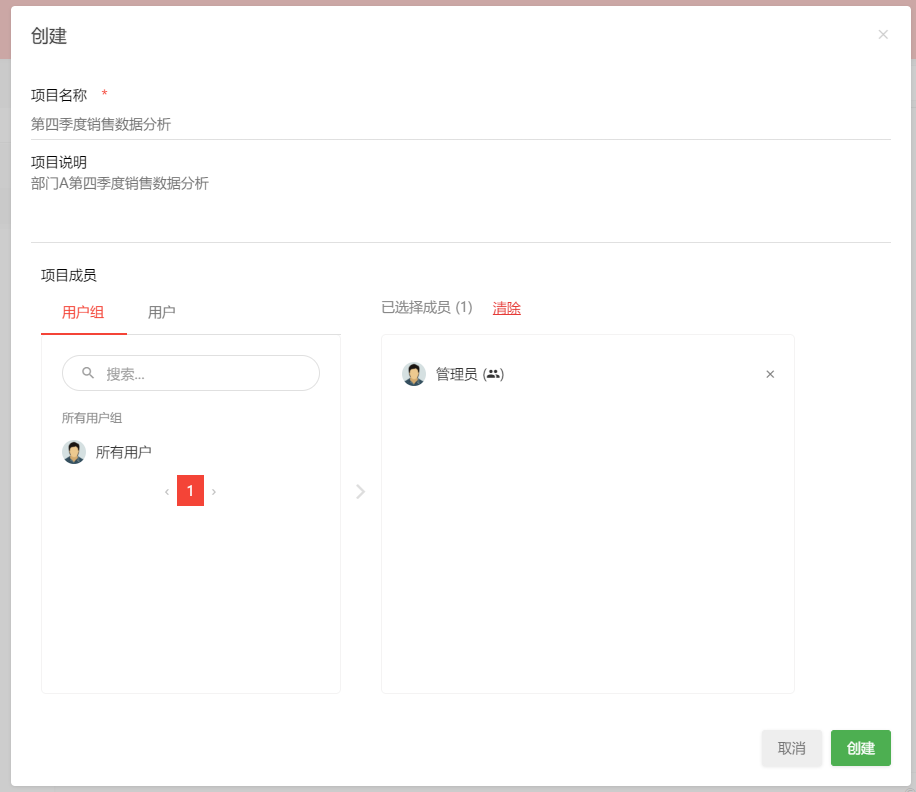 创建
×
项目名称 *
第四季度销售数据分析
项目说明
部门A第四季度销售数据分析
项目成员
用户组 用户
已选择成员 (1) 清除
搜索...
所有用户组
所有用户
‹ 1 ›
管理员 () ×
取消 创建